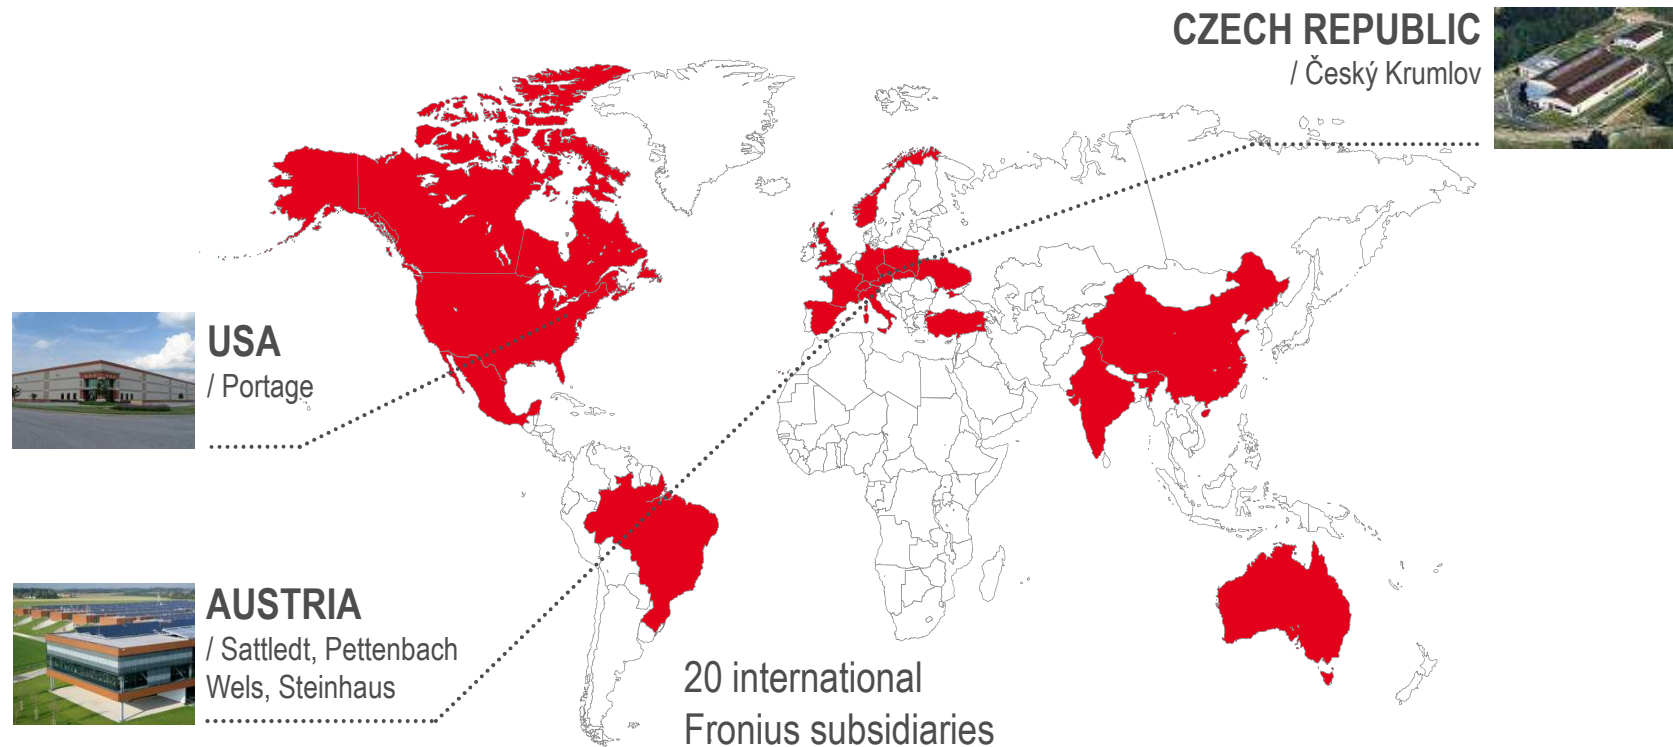 CZECH REPUBLIC
/ Český Krumlov
USA
/ Portage
AUSTRIA
/ Sattledt, Pettenbach
Wels, Steinhaus
20 international
Fronius subsidiaries